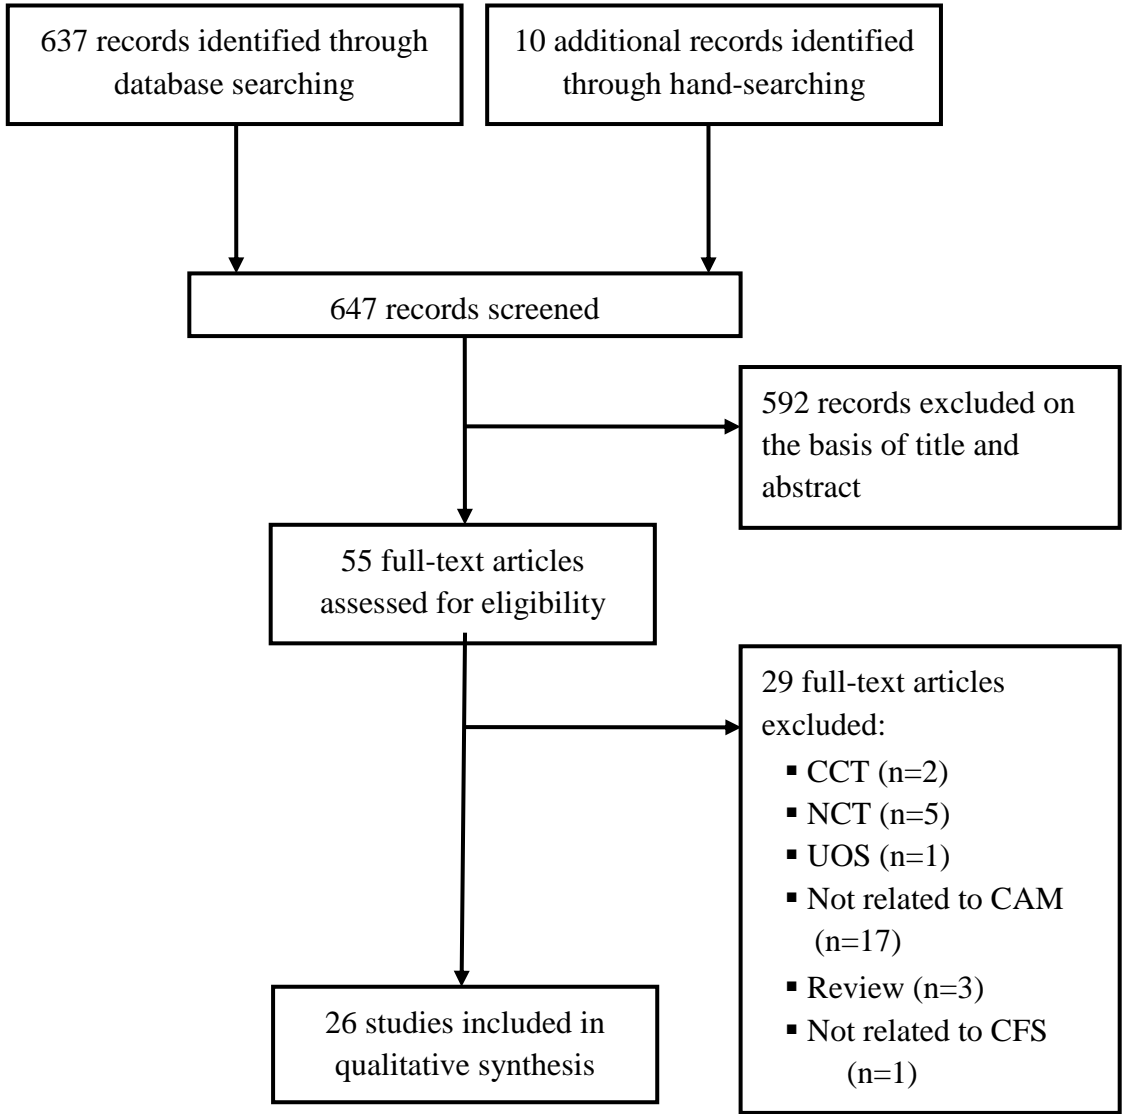 637 records identified through
database searching
10 additional records identified
through hand-searching
647 records screened
592 records excluded on
the basis of title and
abstract
55 full-text articles
assessed for eligibility
29 full-text articles
excluded:
▪ CCT (n=2)
▪ NCT (n=5)
▪ UOS (n=1)
▪ Not related to CAM
(n=17)
▪ Review (n=3)
▪ Not related to CFS
(n=1)
26 studies included in
qualitative synthesis